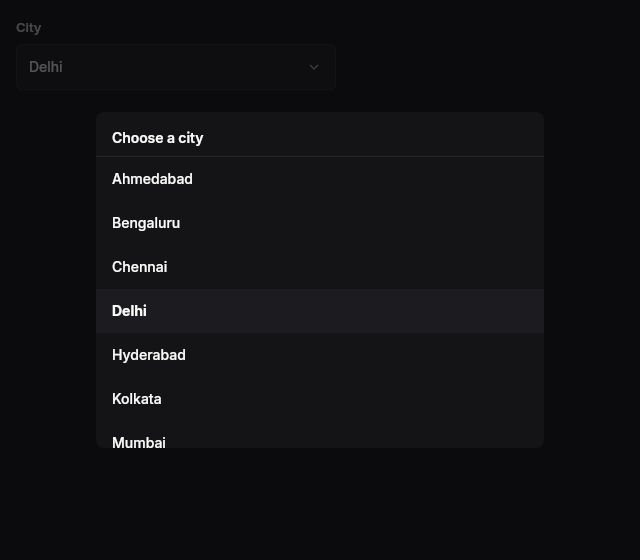 City
Delhi
Choose a city
Ahmedabad
Bengaluru
Chennai
Delhi
Hyderabad
Kolkata
Mumbai